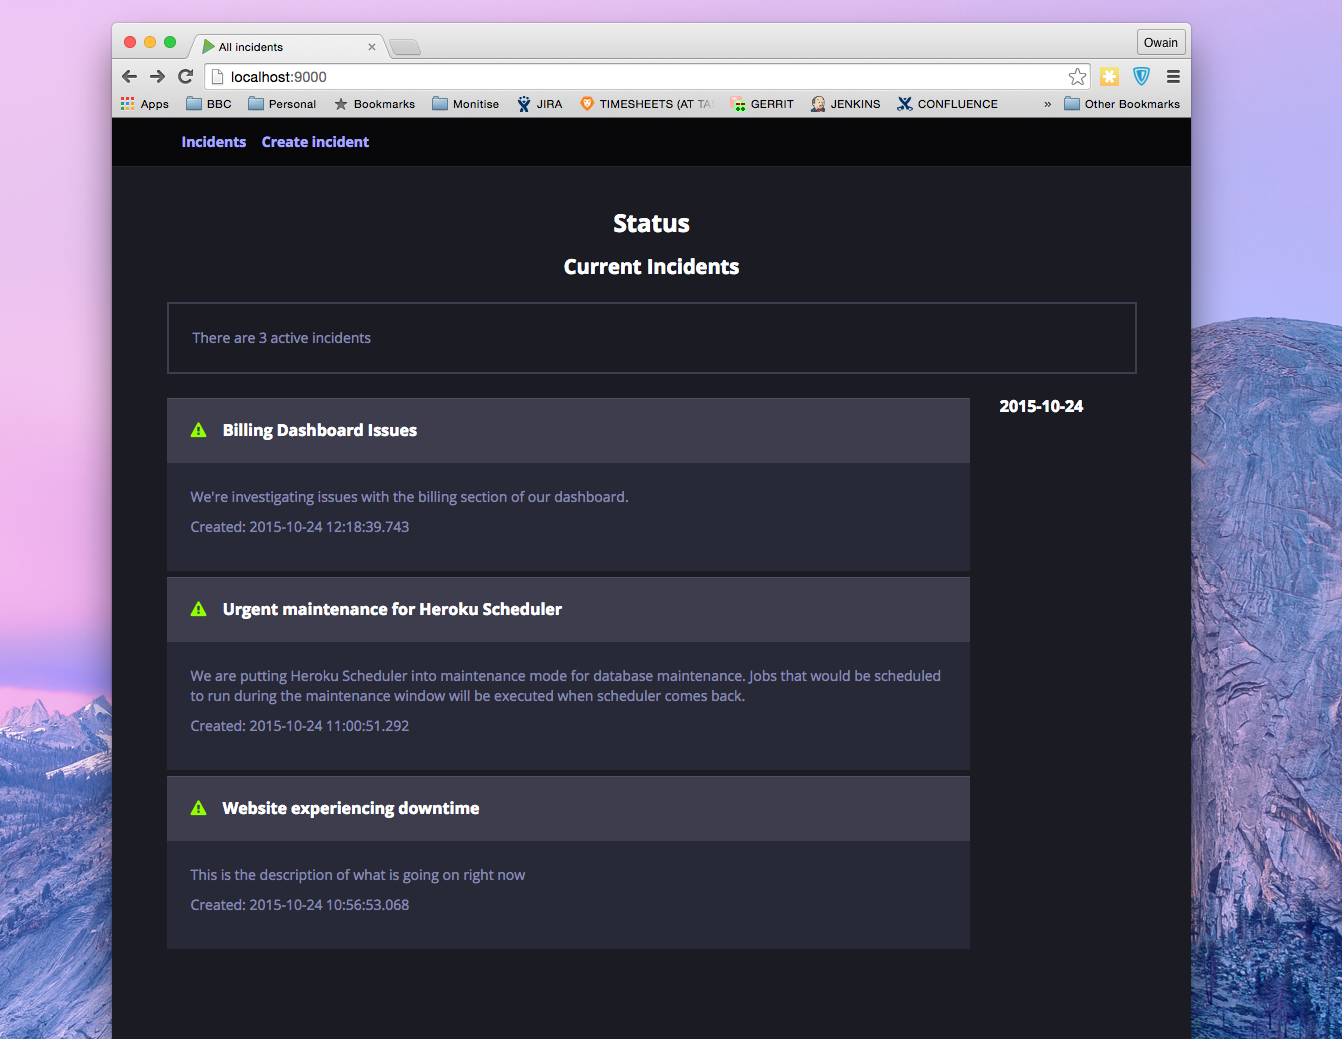 All incidents
Owain
localhost:9000
Apps BBC Personal Bookmarks Monitise JIRA TIMESHEETS (AT TA GERRIT JENKINS CONFLUENCE » Other Bookmarks
Incidents Create incident
Status
Current Incidents
There are 3 active incidents
2015-10-24
Billing Dashboard Issues
We're investigating issues with the billing section of our dashboard.
Created: 2015-10-24 12:18:39.743
Urgent maintenance for Heroku Scheduler
We are putting Heroku Scheduler into maintenance mode for database maintenance. Jobs that would be scheduled
to run during the maintenance window will be executed when scheduler comes back.
Created: 2015-10-24 11:00:51.292
Website experiencing downtime
This is the description of what is going on right now
Created: 2015-10-24 10:56:53.068